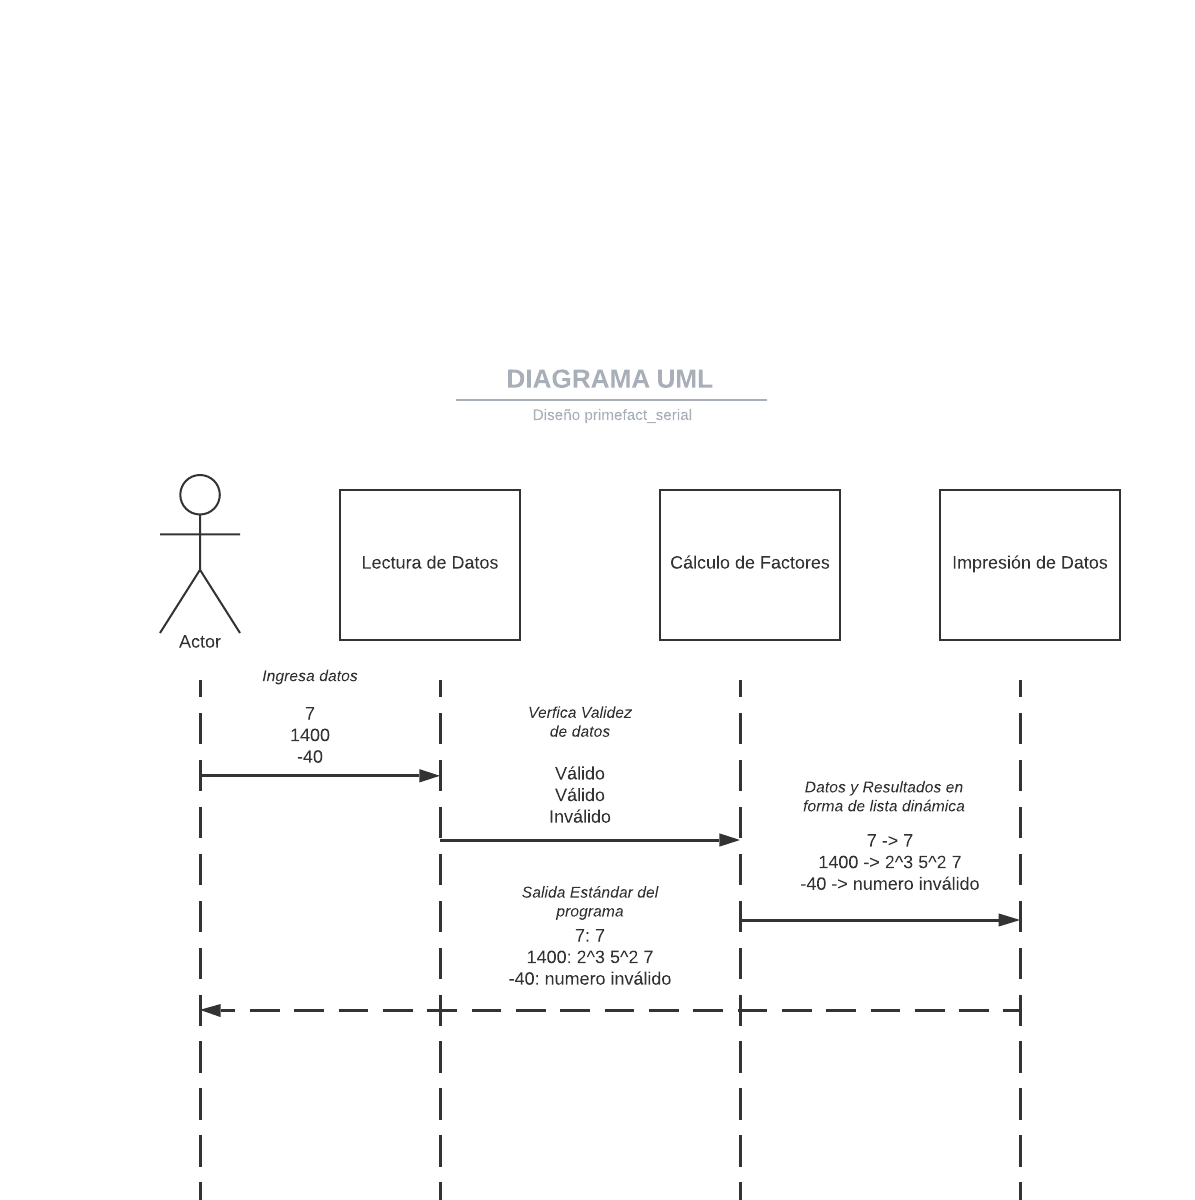 DIAGRAMA UML
Diseño primefact_serial
Lectura de Datos
Cálculo de Factores
Impresión de Datos
Actor
Ingresa datos
7
1400
-40
Verfica Validez
de datos
Válido
Válido
Inválido
Datos y Resultados en
forma de lista dinámica
7 -> 7
1400 -> 2^3 5^2 7
-40 -> numero inválido
Salida Estándar del
programa
7: 7
1400: 2^3 5^2 7
-40: numero inválido